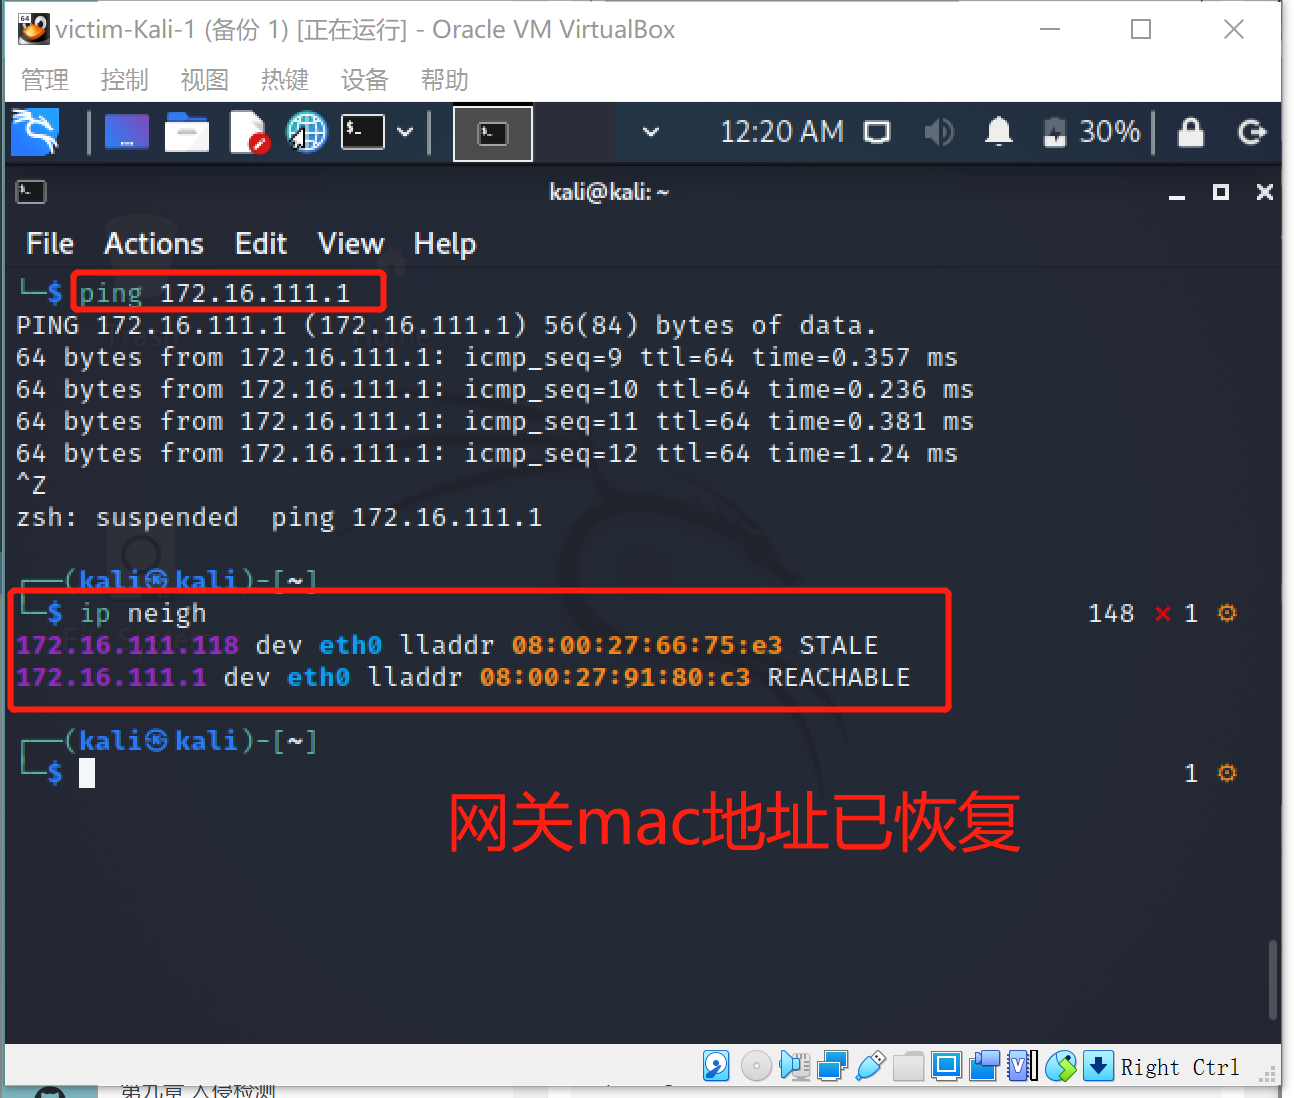 victim-Kali-1 (备份 1) [正在运行] - Oracle VM VirtualBox
管理 控制 视图 热键 设备 帮助
12:20 AM 30%
kali@kali: ~
File Actions Edit View Help
└─$ ping 172.16.111.1
PING 172.16.111.1 (172.16.111.1) 56(84) bytes of data.
64 bytes from 172.16.111.1: icmp_seq=9 ttl=64 time=0.357 ms
64 bytes from 172.16.111.1: icmp_seq=10 ttl=64 time=0.236 ms
64 bytes from 172.16.111.1: icmp_seq=11 ttl=64 time=0.381 ms
64 bytes from 172.16.111.1: icmp_seq=12 ttl=64 time=1.24 ms
^Z
zsh: suspended  ping 172.16.111.1
┌──(kali㉿kali)-[~]
└─$ ip neigh 148 ⨯ 1 ⚙
172.16.111.118 dev eth0 lladdr 08:00:27:66:75:e3 STALE
172.16.111.1 dev eth0 lladdr 08:00:27:91:80:c3 REACHABLE
┌──(kali㉿kali)-[~]
└─$ 1 ⚙
网关mac地址已恢复
Right Ctrl
第九章 入侵检测